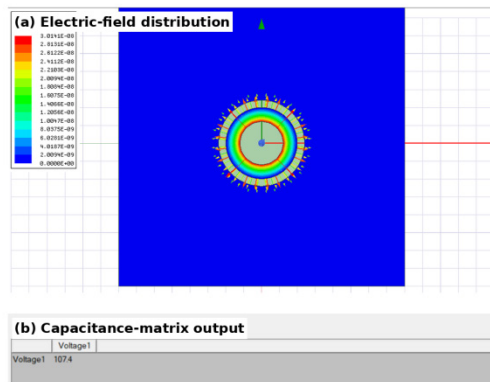 (a) Electric-field distribution
3.0141E-08
2.8131E-08
2.6122E-08
2.4112E-08
2.2103E-08
2.0094E-08
1.8084E-08
1.6075E-08
1.4066E-08
1.2056E-08
1.0047E-08
8.0375E-09
6.0281E-09
4.0187E-09
2.0094E-09
0.0000E+00
(b) Capacitance-matrix output
Voltage1
Voltage1 107.4